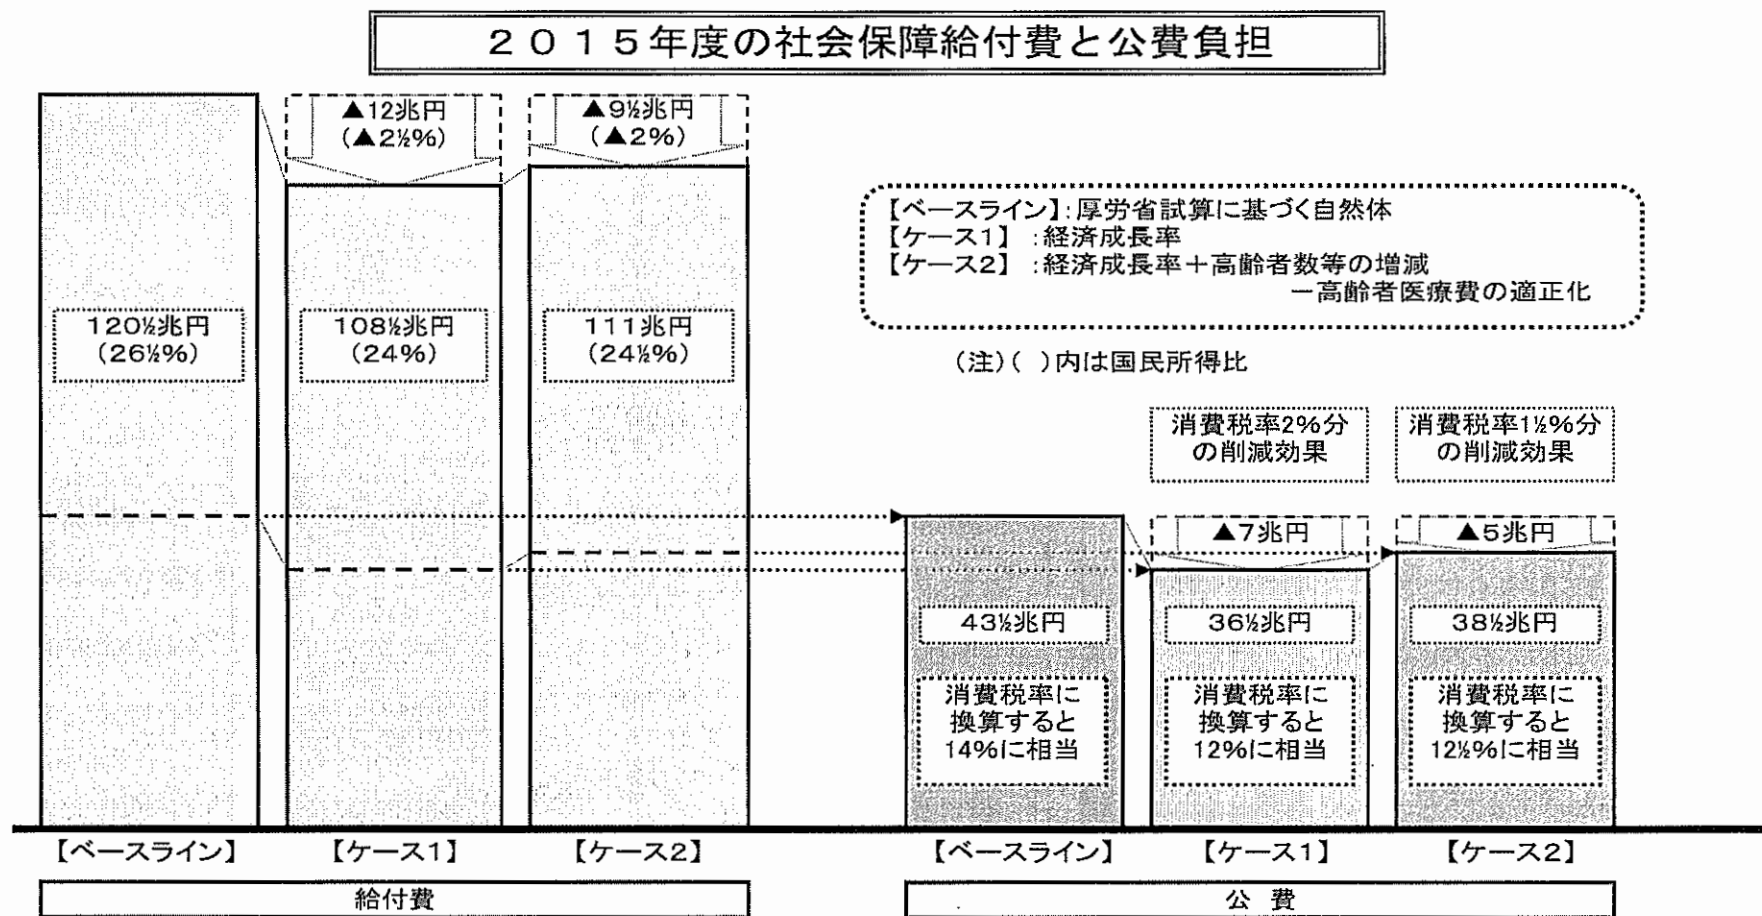 2015年度の社会保障給付費と公費負担
▲12兆円
(▲2½%)
▲9½兆円
(▲2%)
【ベースライン】:厚労省試算に基づく自然体
【ケース1】 :経済成長率
【ケース2】 :経済成長率+高齢者数等の増減
-高齢者医療費の適正化
120½兆円
(26½%)
108½兆円
(24%)
111兆円
(24½%)
(注)( )内は国民所得比
消費税率2%分
の削減効果
消費税率1½%分
の削減効果
▲7兆円
▲5兆円
43½兆円
36½兆円
38½兆円
消費税率に
換算すると
14%に相当
消費税率に
換算すると
12%に相当
消費税率に
換算すると
12½%に相当
【ベースライン】
【ケース1】
【ケース2】
【ベースライン】
【ケース1】
【ケース2】
給付費
公 費